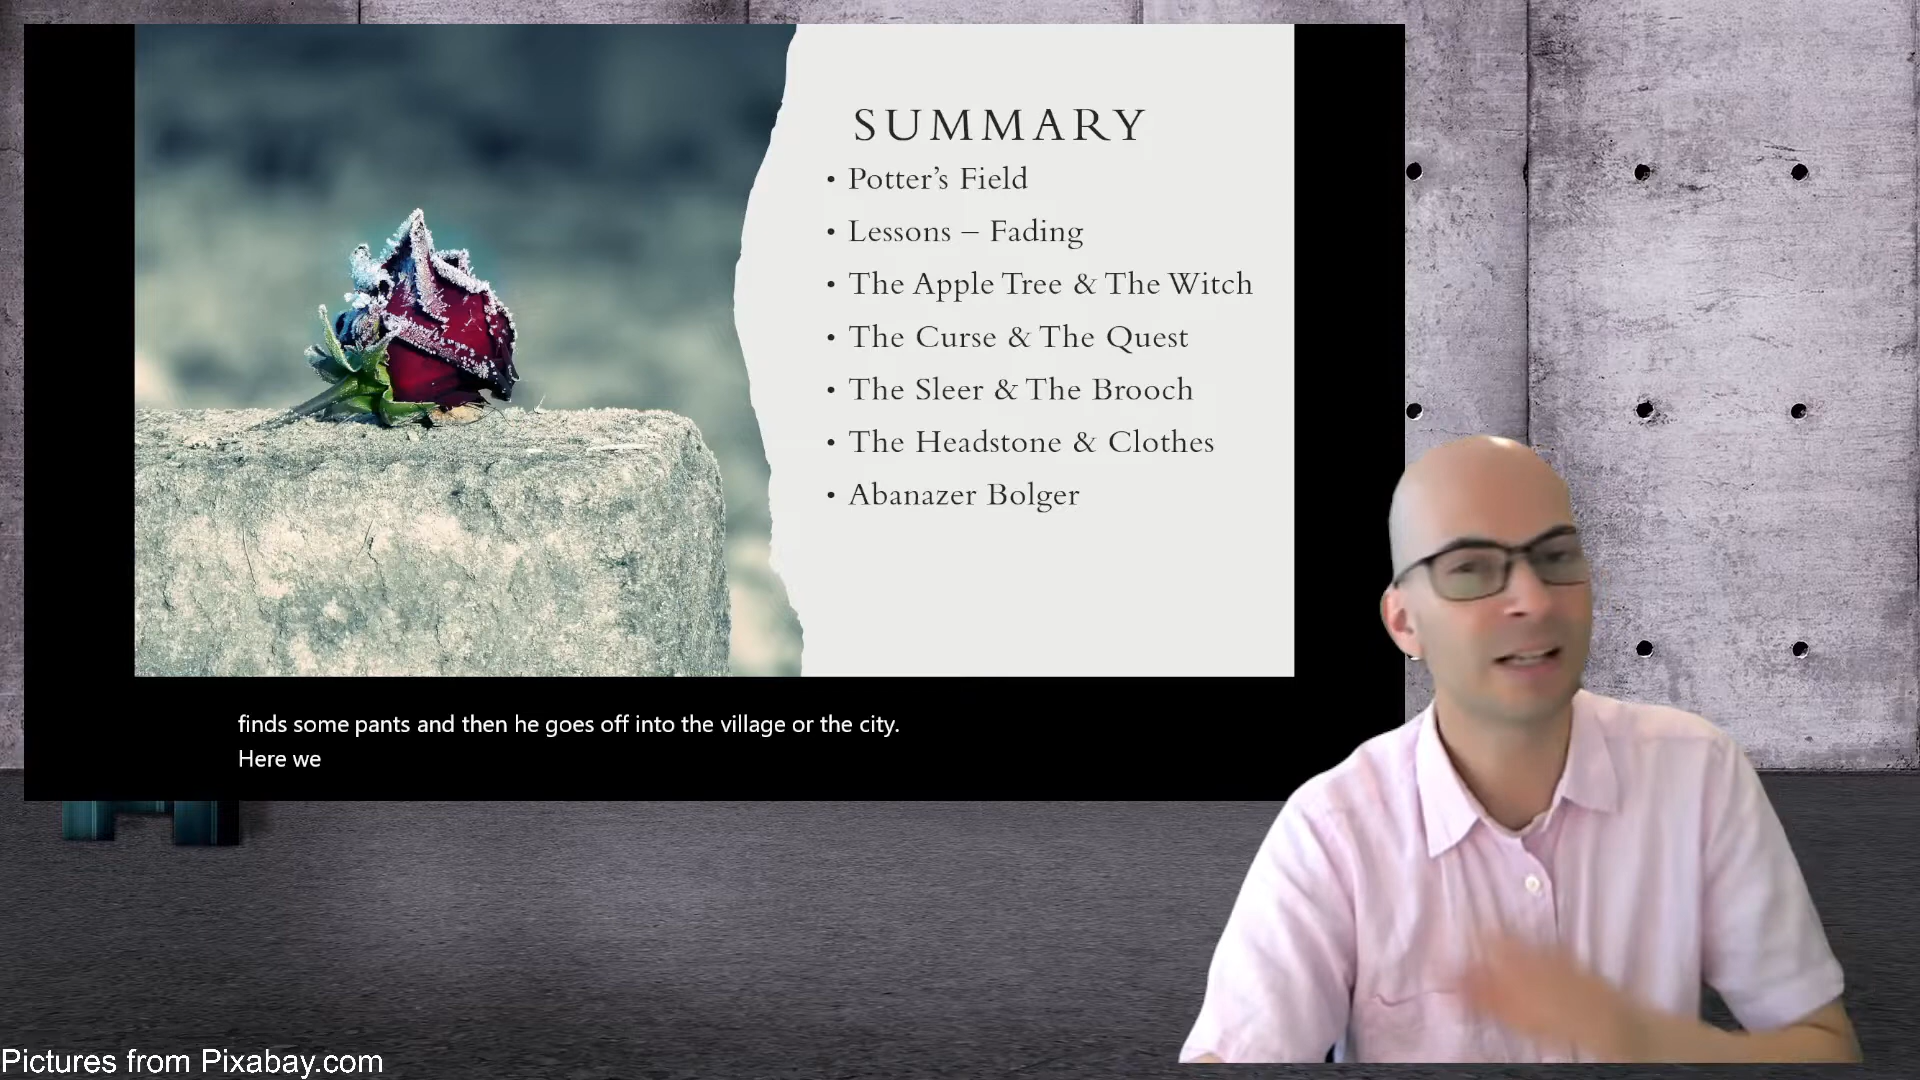 SUMMARY
• Potter’s Field
• Lessons – Fading
• The Apple Tree & The Witch
• The Curse & The Quest
• The Sleer & The Brooch
• The Headstone & Clothes
• Abanazer Bolger
finds some pants and then he goes off into the village or the city.
Here we
Pictures from Pixabay.com